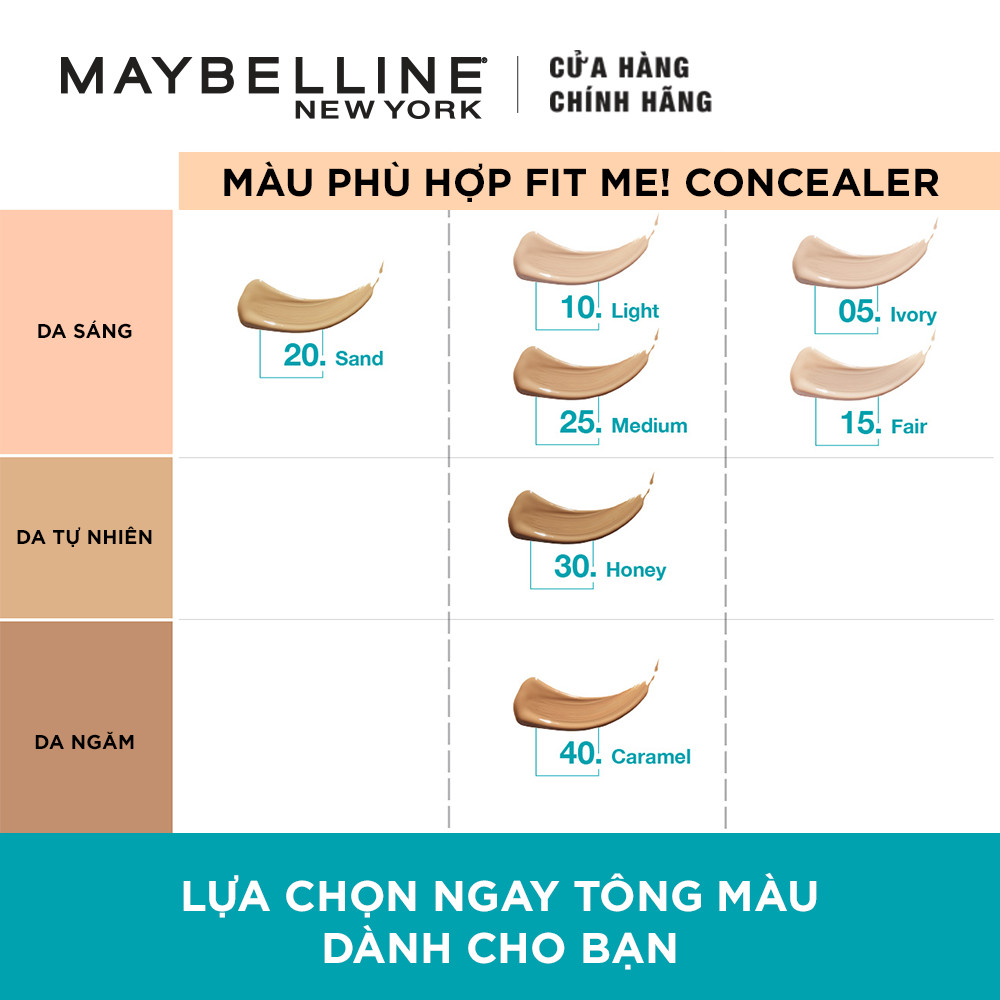 MAYBELLINE
NEW YORK
CỬA HÀNG
CHÍNH HÃNG
MÀU PHÙ HỢP FIT ME! CONCEALER
DA SÁNG
20. Sand
10. Light
25. Medium
05. Ivory
15. Fair
DA TỰ NHIÊN
30. Honey
DA NGĂM
40. Caramel
LỰA CHỌN NGAY TÔNG MÀU
DÀNH CHO BẠN